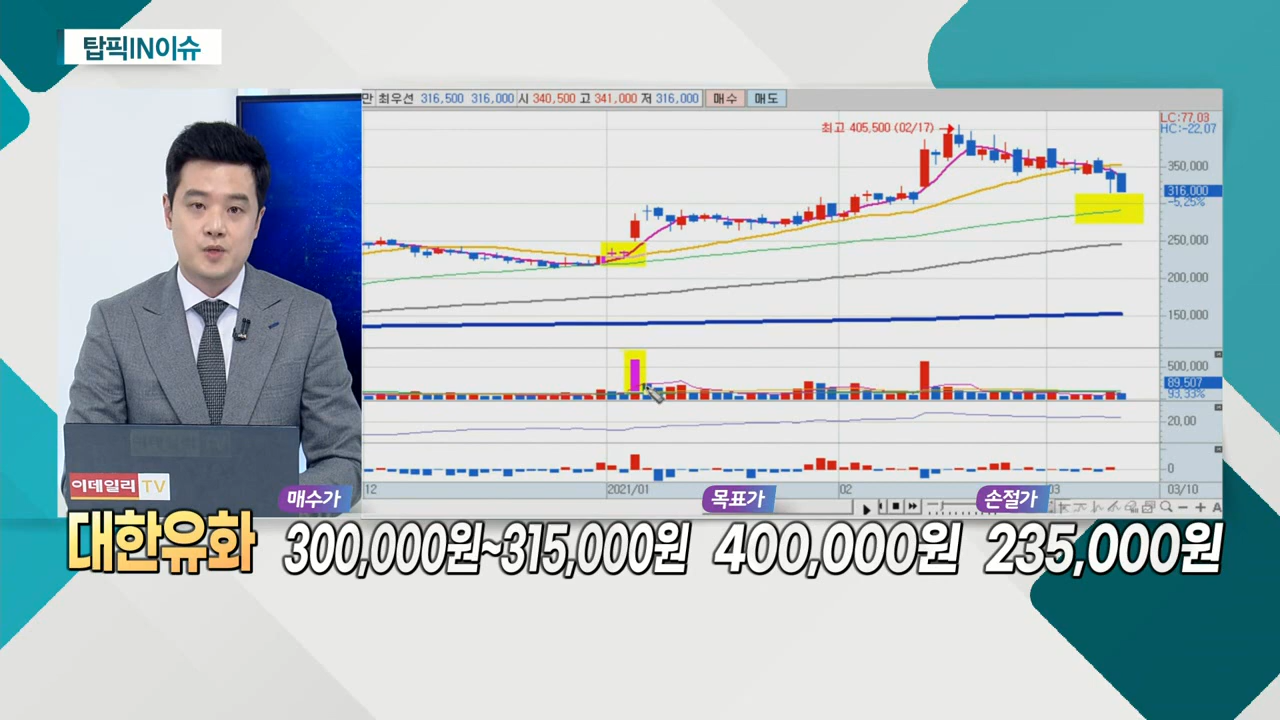 탑픽IN이슈
만 최우선 316,500 316,000 시 340,500 고 341,000 저 316,000 매수 매도
LC:77,03
HC:-22,07
최고 405,500 (02/17)
350,000
316,000
-5,25%
250,000
200,000
150,000
500,000
89,507
93,33%
20,00
0
12 2021/01 02 03 03/10
이데일리 TV
매수가 목표가 손절가
대한유화 300,000원~315,000원 400,000원 235,000원